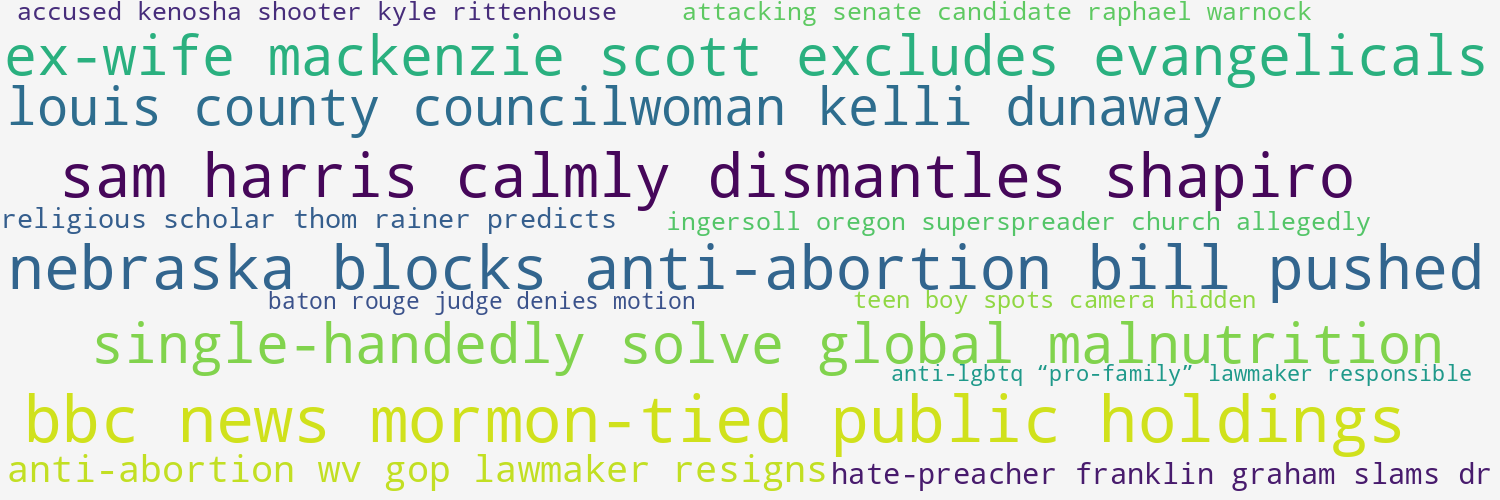 accused kenosha shooter kyle rittenhouse
attacking senate candidate raphael warnock
ex-wife mackenzie scott excludes evangelicals
louis county councilwoman kelli dunaway
sam harris calmly dismantles shapiro
religious scholar thom rainer predicts
ingersoll oregon superspreader church allegedly
nebraska blocks anti-abortion bill pushed
baton rouge judge denies motion
teen boy spots camera hidden
single-handedly solve global malnutrition
anti-lgbtq “pro-family” lawmaker responsible
bbc news mormon-tied public holdings
anti-abortion wv gop lawmaker resigns
hate-preacher franklin graham slams dr